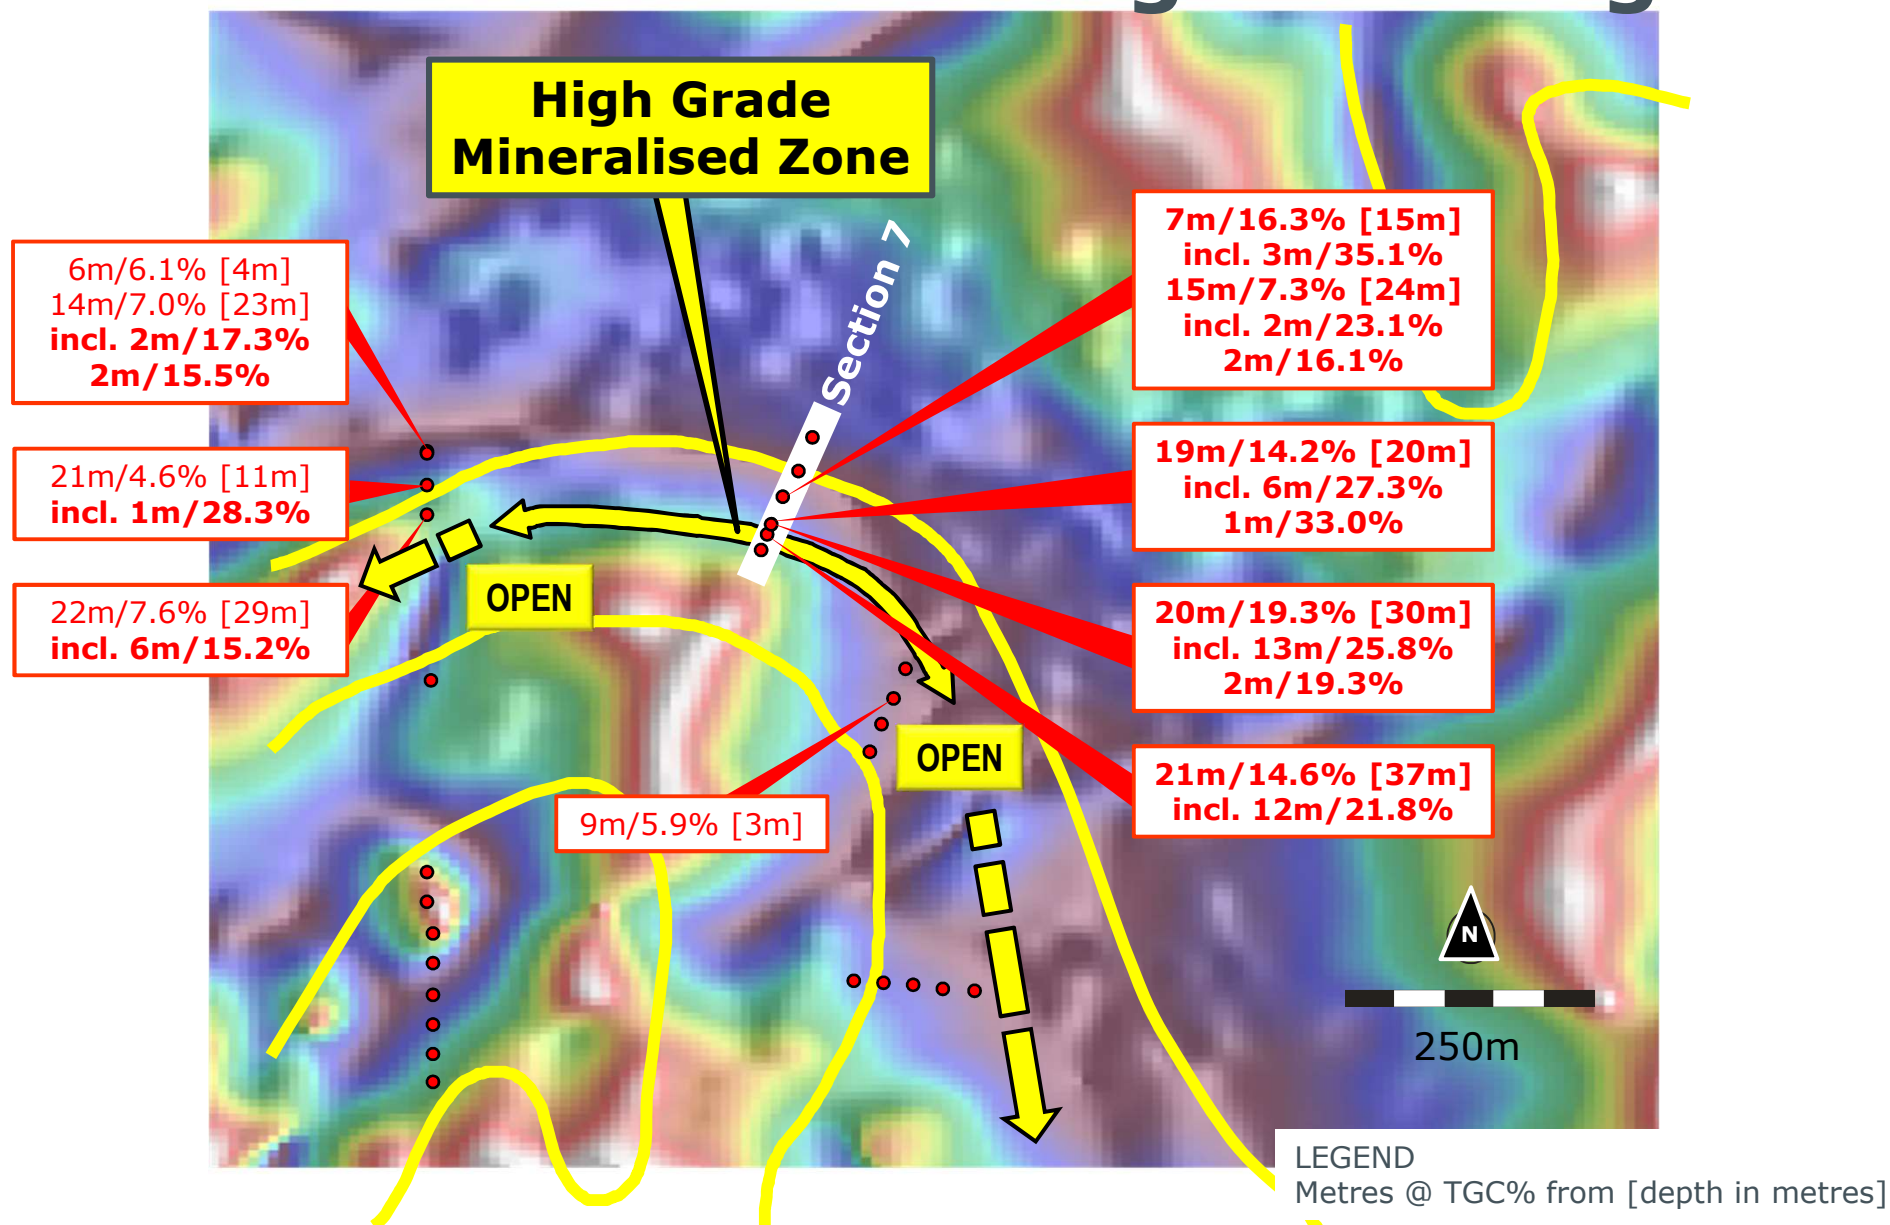 High Grade
Mineralised Zone
Section 7
6m/6.1% [4m]
14m/7.0% [23m]
incl. 2m/17.3%
2m/15.5%
21m/4.6% [11m]
incl. 1m/28.3%
22m/7.6% [29m]
incl. 6m/15.2%
OPEN
7m/16.3% [15m]
incl. 3m/35.1%
15m/7.3% [24m]
incl. 2m/23.1%
2m/16.1%
19m/14.2% [20m]
incl. 6m/27.3%
1m/33.0%
20m/19.3% [30m]
incl. 13m/25.8%
2m/19.3%
21m/14.6% [37m]
incl. 12m/21.8%
OPEN
9m/5.9% [3m]
N
250m
LEGEND
Metres @ TGC% from [depth in metres]